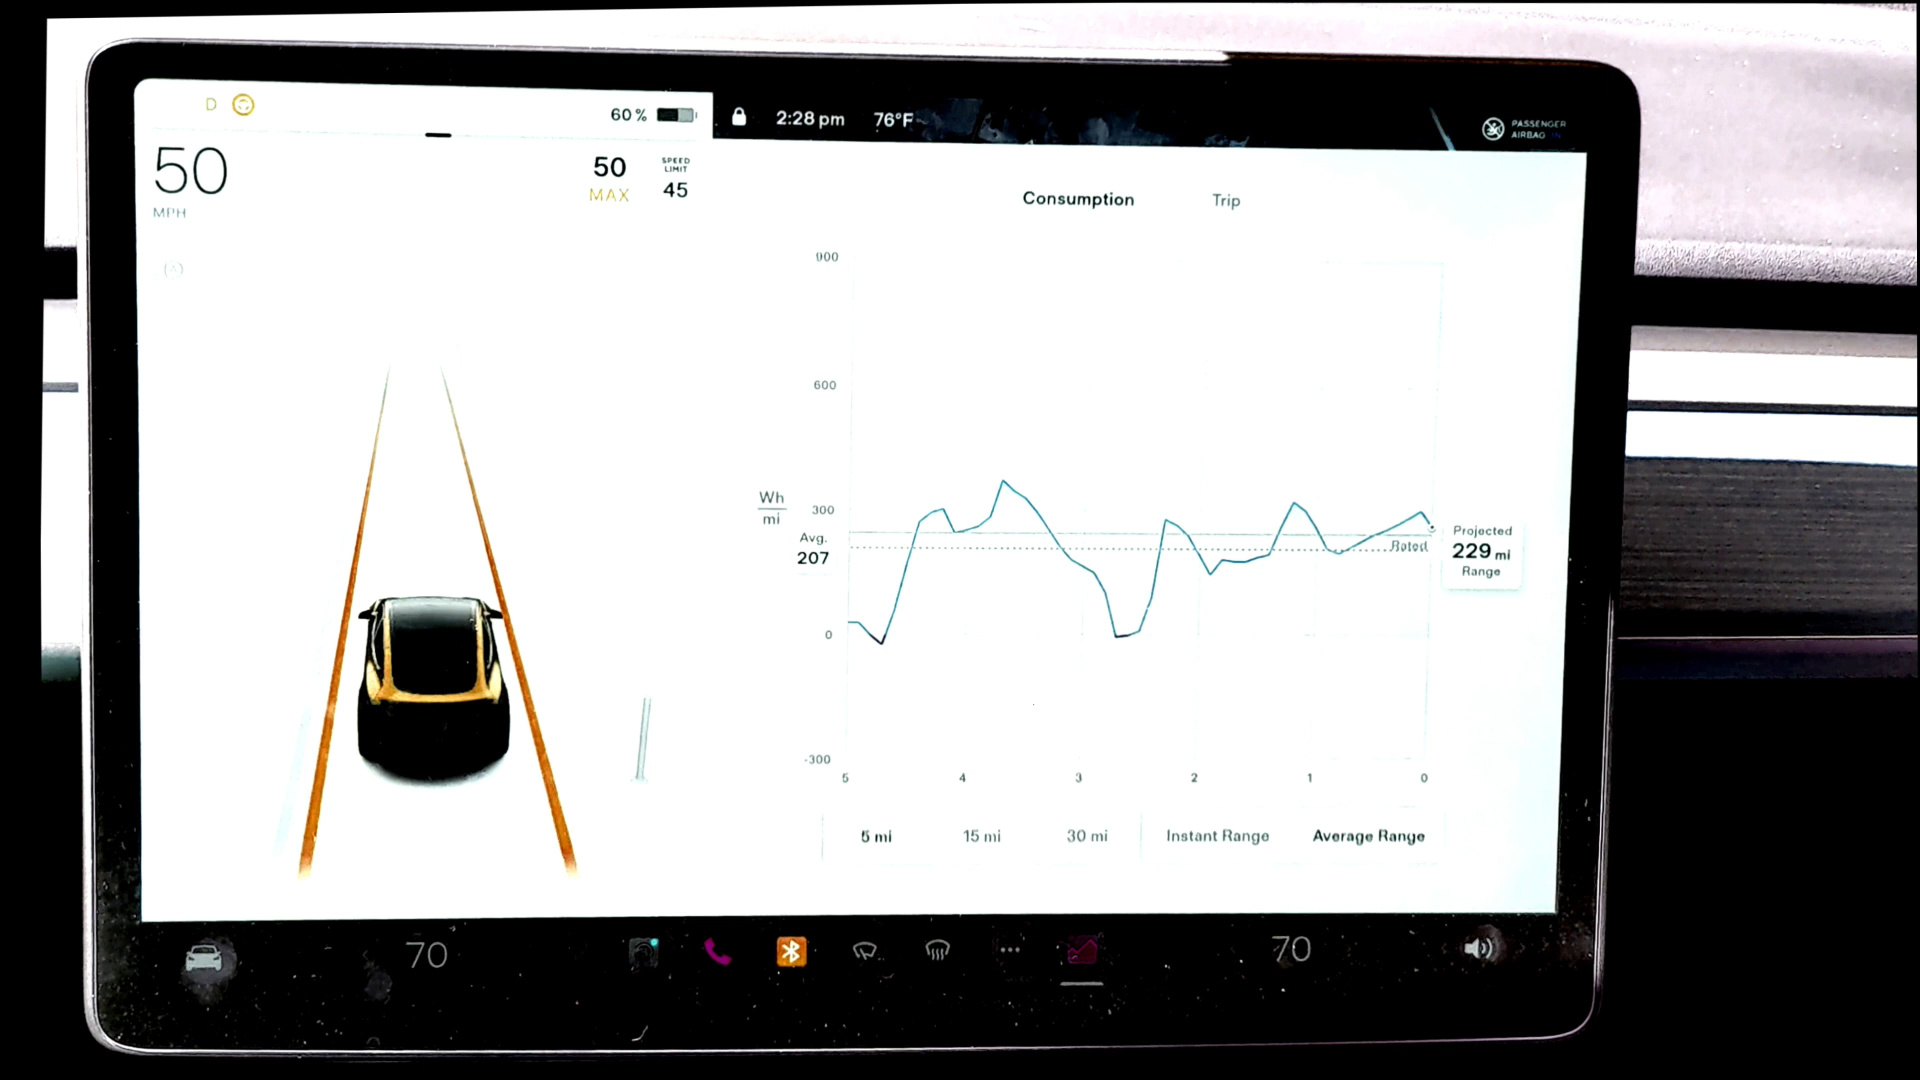 D
60 %
2:28 pm
76°F
PASSENGER
AIRBAG
50
MPH
50
MAX
SPEED
LIMIT
45
Consumption
Trip
900
600
300
0
-300
Wh
mi
Avg.
207
Rated
Projected
229 mi
Range
5
4
3
2
1
0
5 mi
15 mi
30 mi
Instant Range
Average Range
70
70